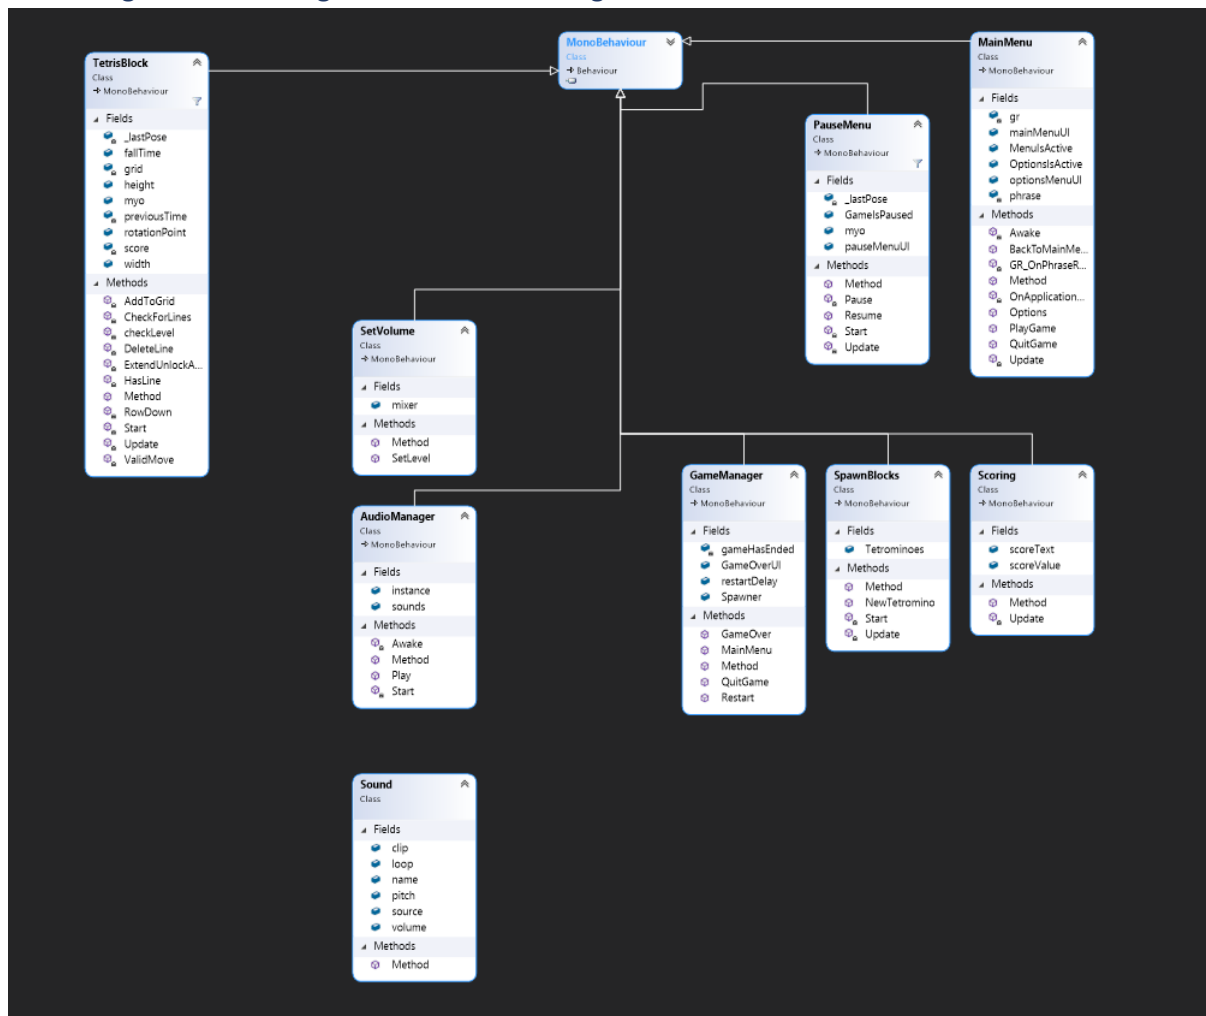 TetrisBlock
Class
MonoBehaviour
Fields
_lastPose
fallTime
grid
height
myo
previousTime
rotationPoint
score
width
Methods
AddToGrid
CheckForLines
checkLevel
DeleteLine
ExtendUnlockA...
HasLine
Method
RowDown
Start
Update
ValidMove
MonoBehaviour
Class
Behaviour
MainMenu
Class
MonoBehaviour
Fields
gr
mainMenuUI
MenuIsActive
OptionsIsActive
optionsMenuUI
phrase
Methods
Awake
BackToMainMe...
GR_OnPhraseR...
Method
OnApplication...
Options
PlayGame
QuitGame
Update
PauseMenu
Class
MonoBehaviour
Fields
_lastPose
GameIsPaused
myo
pauseMenuUI
Methods
Method
Pause
Resume
Start
Update
SetVolume
Class
MonoBehaviour
Fields
mixer
Methods
Method
SetLevel
AudioManager
Class
MonoBehaviour
Fields
instance
sounds
Methods
Awake
Method
Play
Start
GameManager
Class
MonoBehaviour
Fields
gameHasEnded
GameOverUI
restartDelay
Spawner
Methods
GameOver
MainMenu
Method
QuitGame
Restart
SpawnBlocks
Class
MonoBehaviour
Fields
Tetrominoes
Methods
Method
NewTetromino
Start
Update
Scoring
Class
MonoBehaviour
Fields
scoreText
scoreValue
Methods
Method
Update
Sound
Class
Fields
clip
loop
name
pitch
source
volume
Methods
Method